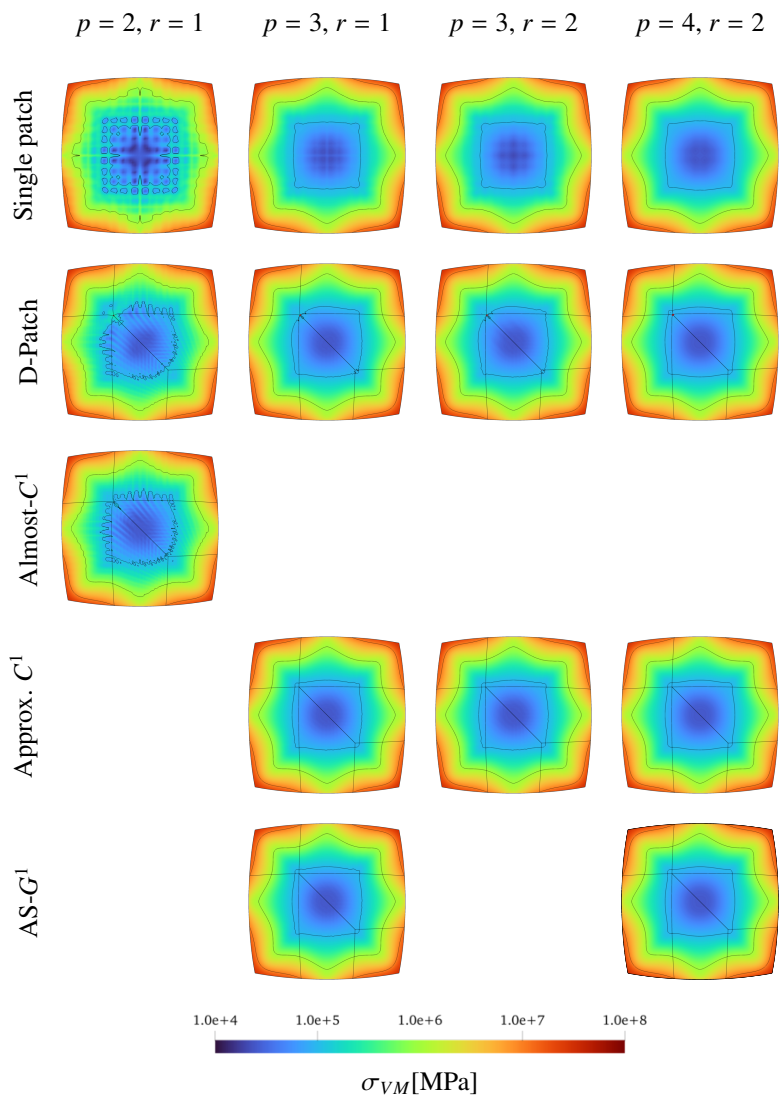 p = 2, r = 1 p = 3, r = 1 p = 3, r = 2 p = 4, r = 2
Single patch
D-Patch
Almost-C¹
Approx. C¹
AS-G¹
1.0e+4 1.0e+5 1.0e+6 1.0e+7 1.0e+8
σ_VM[MPa]